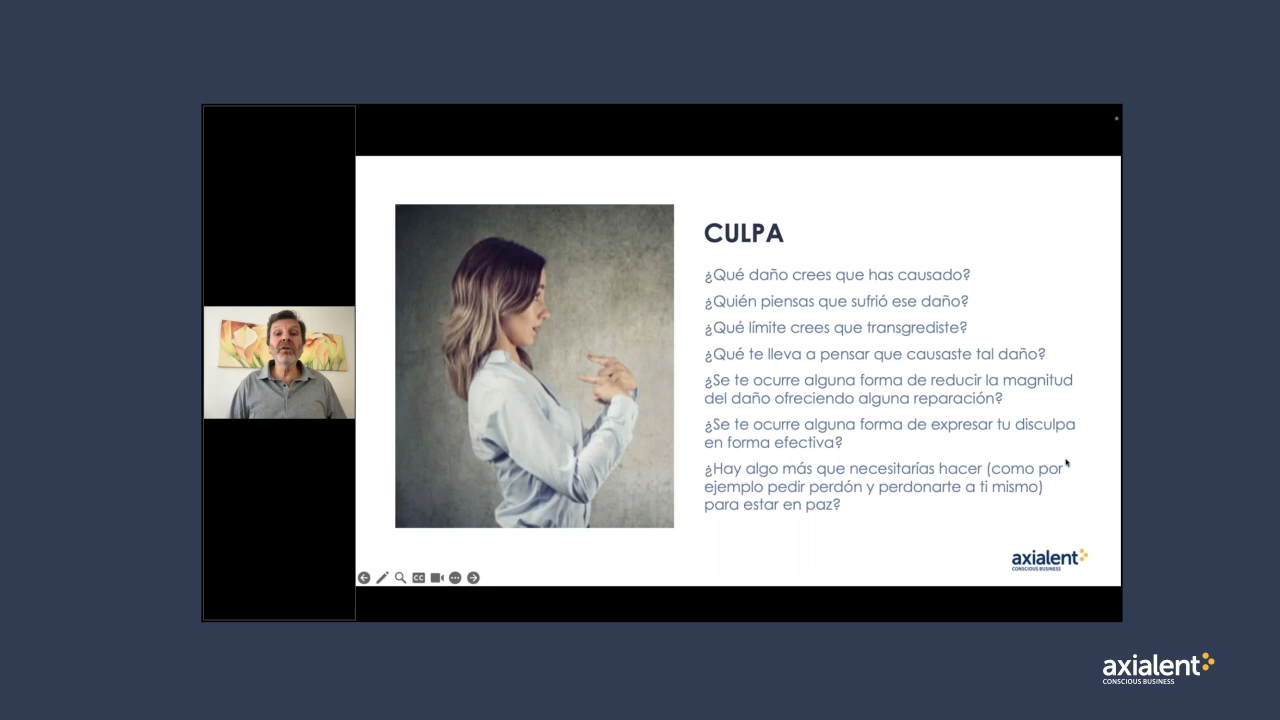 CULPA
¿Qué daño crees que has causado?
¿Quién piensas que sufrió ese daño?
¿Qué límite crees que transgrediste?
¿Qué te lleva a pensar que causaste tal daño?
¿Se te ocurre alguna forma de reducir la magnitud
del daño ofreciendo alguna reparación?
¿Se te ocurre alguna forma de expresar tu disculpa
en forma efectiva?
¿Hay algo más que necesitarías hacer (como por
ejemplo pedir perdón y perdonarte a ti mismo)
para estar en paz?
axialent
CONSCIOUS BUSINESS
CC
axialent
CONSCIOUS BUSINESS